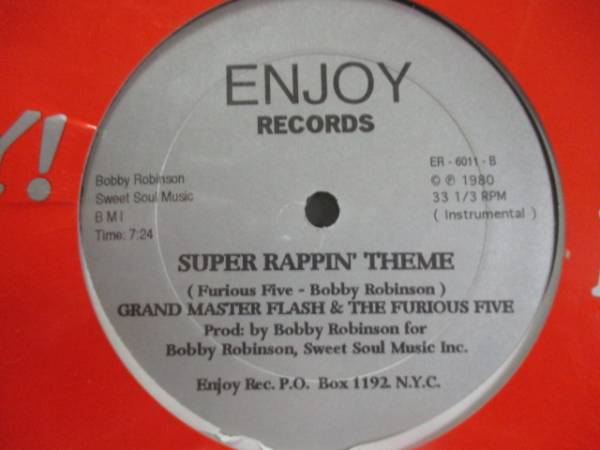 ENJOY
RECORDS
Y!
Bobby Robinson
Sweet Soul Music
B M I
Time: 7:24
ER - 6011 - B
© ℗ 1980
33 1/3 RPM
( Instrumental )
SUPER RAPPIN' THEME
( Furious Five - Bobby Robinson )
GRAND MASTER FLASH & THE FURIOUS FIVE
Prod: by Bobby Robinson for
Bobby Robinson, Sweet Soul Music Inc.
Enjoy Rec. P.O. Box 1192 N.Y.C.